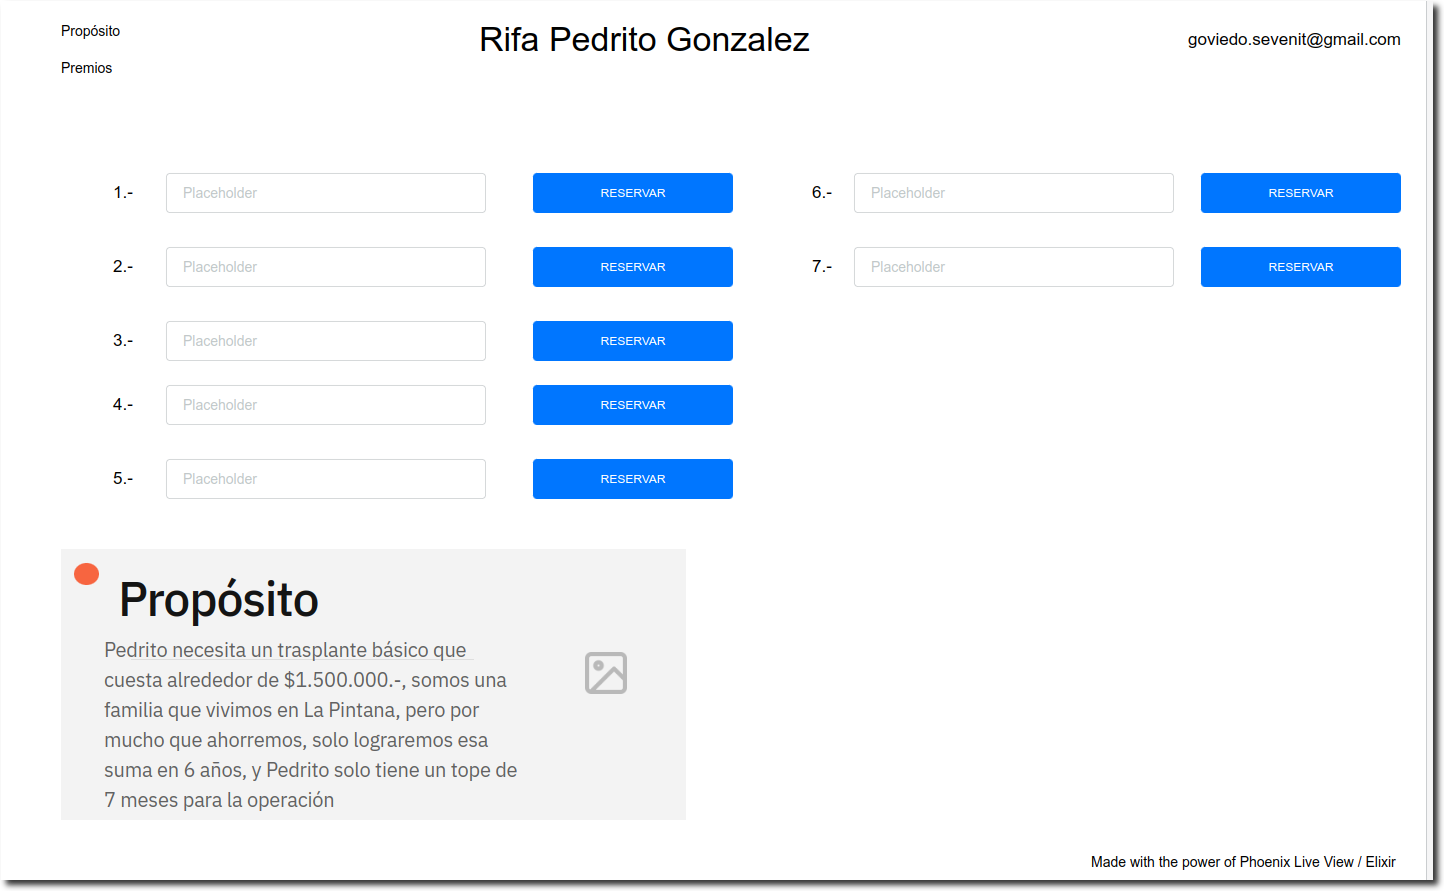 Propósito
Rifa Pedrito Gonzalez
goviedo.sevenit@gmail.com
Premios
1.- Placeholder RESERVAR
6.- Placeholder RESERVAR
2.- Placeholder RESERVAR
7.- Placeholder RESERVAR
3.- Placeholder RESERVAR
4.- Placeholder RESERVAR
5.- Placeholder RESERVAR
Propósito
Pedrito necesita un trasplante básico que
cuesta alrededor de $1.500.000.-, somos una
familia que vivimos en La Pintana, pero por
mucho que ahorremos, solo lograremos esa
suma en 6 años, y Pedrito solo tiene un tope de
7 meses para la operación
Made with the power of Phoenix Live View / Elixir